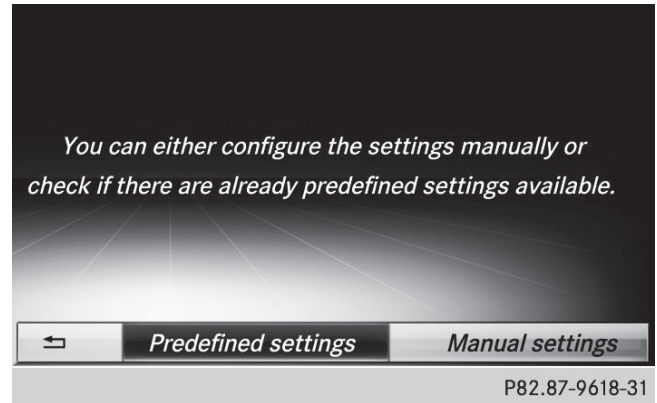 You can either configure the settings manually or
check if there are already predefined settings available.
Predefined settings Manual settings
P82.87-9618-31